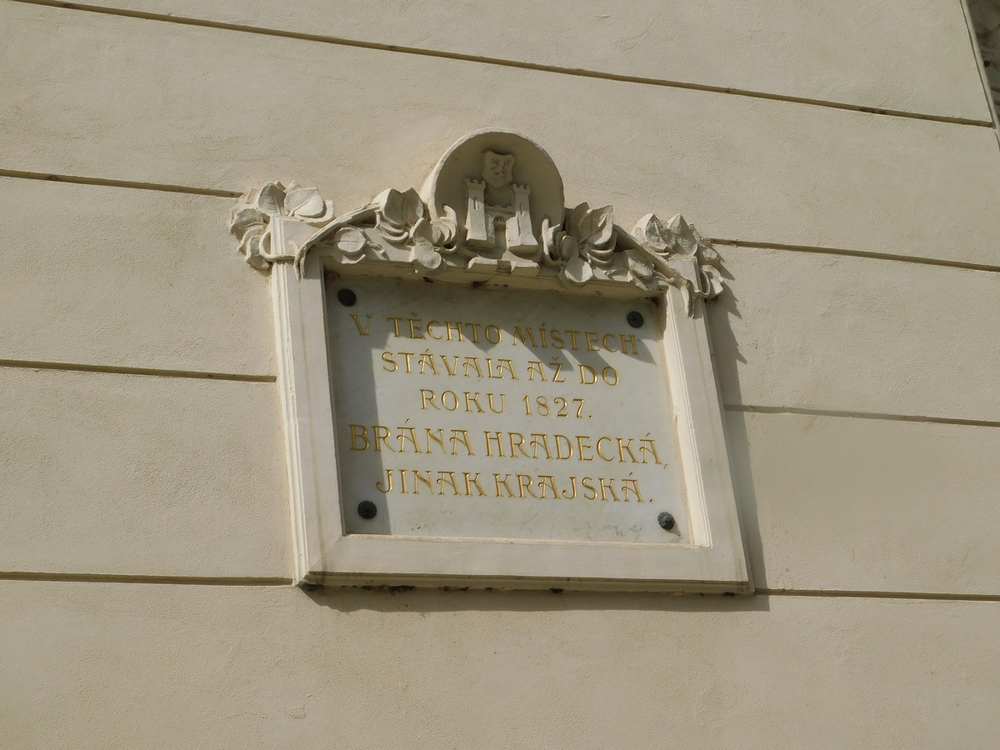 V TĚCHTO MÍSTECH
STÁVALA AŽ DO
ROKU 1827.
BRÁNA HRADECKÁ,
JINAK KRAJSKÁ.